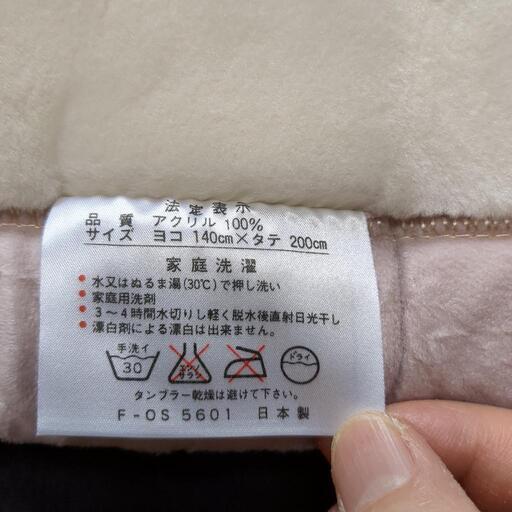 法定表示
品質 アクリル 100%
サイズ ヨコ 140cm×タテ 200cm
家庭洗濯
・水又はぬるま湯(30℃)で押し洗い
・家庭用洗剤
・3～4時間水切りし軽く脱水後直射日光干し
・漂白剤による漂白は出来ません。
手洗イ 30 エンソサラシ ドライ
タンブラー乾燥は避けて下さい。
F-OS 5601 日本製